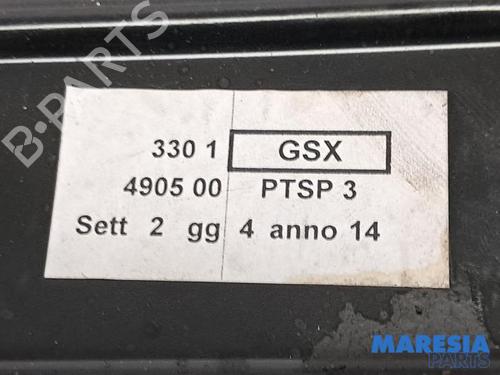 B-PARTS
330 1 GSX
4905 00 PTSP 3
Sett 2 gg 4 anno 14
MARESIA
PARTS